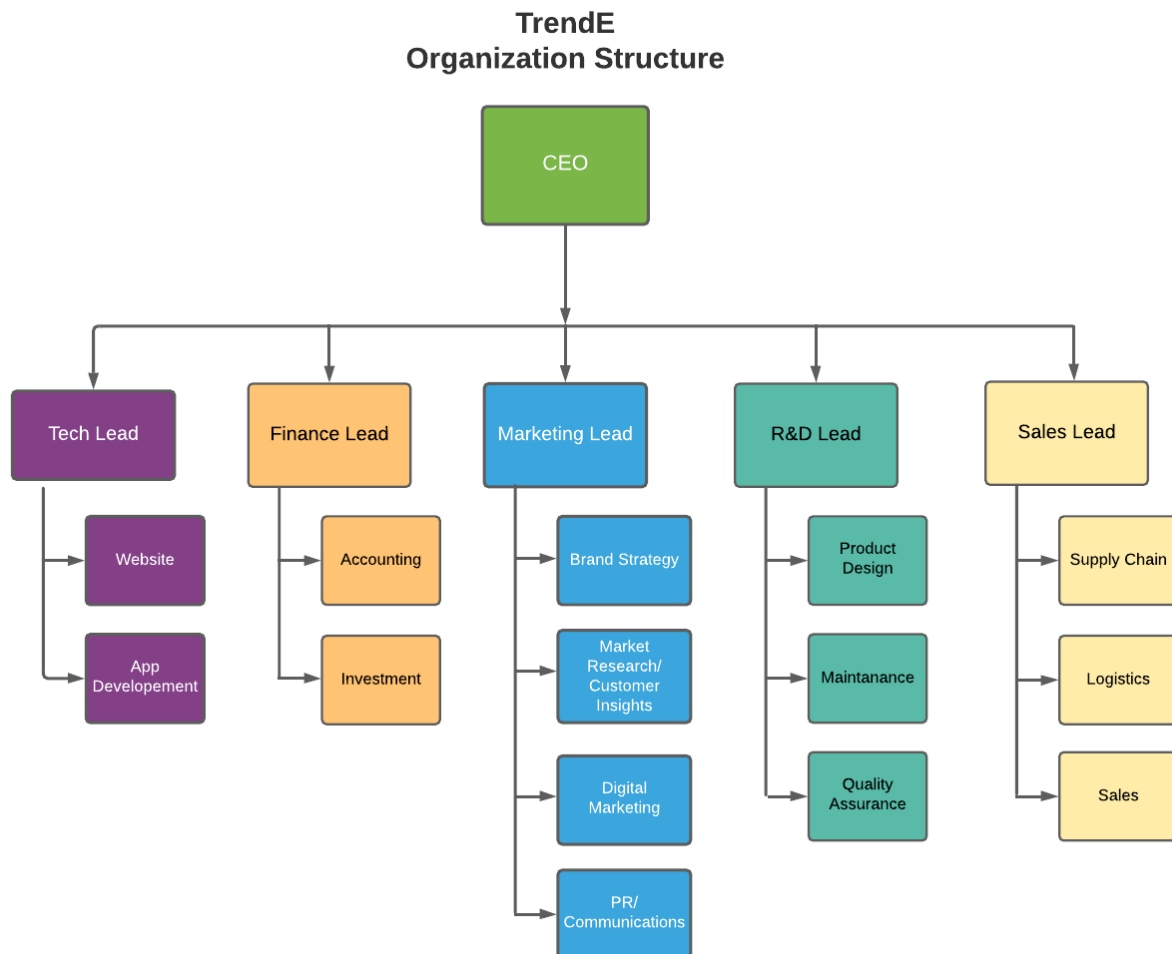 TrendE
Organization Structure
CEO
Tech Lead
Finance Lead
Marketing Lead
R&D Lead
Sales Lead
Website
App
Developement
Accounting
Investment
Brand Strategy
Market
Research/
Customer
Insights
Digital
Marketing
PR/
Communications
Product
Design
Maintanance
Quality
Assurance
Supply Chain
Logistics
Sales